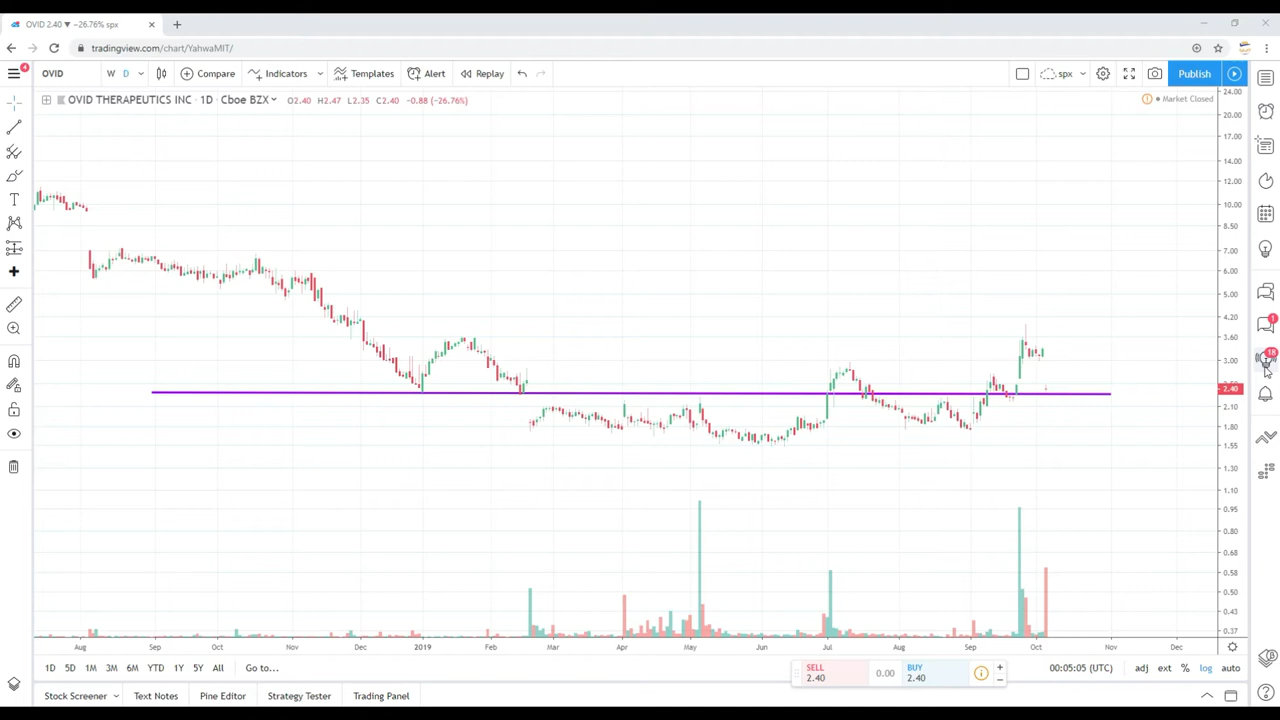 OVID 2.40 ▼ −26.76% spx
tradingview.com/chart/YahwaMIT/
4
OVID W D Compare Indicators Templates Alert Replay spx Publish
OVID THERAPEUTICS INC · 1D · Cboe BZX O2.40 H2.47 L2.35 C2.40 −0.88 (−26.76%)
Market Closed
24.00
20.00
17.00
14.00
12.00
10.00
8.50
7.00
6.00
5.00
4.20
3.60
3.00
2.40
2.10
1.80
1.55
1.30
1.10
0.95
0.80
0.68
0.58
0.50
0.43
0.37
1
18
Aug Sep Oct Nov Dec 2019 Feb Mar Apr May Jun Jul Aug Sep Oct Nov Dec
1D 5D 1M 3M 6M YTD 1Y 5Y All Go to...
SELL 2.40 0.00 BUY 2.40
00:05:05 (UTC) adj ext % log auto
Stock Screener Text Notes Pine Editor Strategy Tester Trading Panel